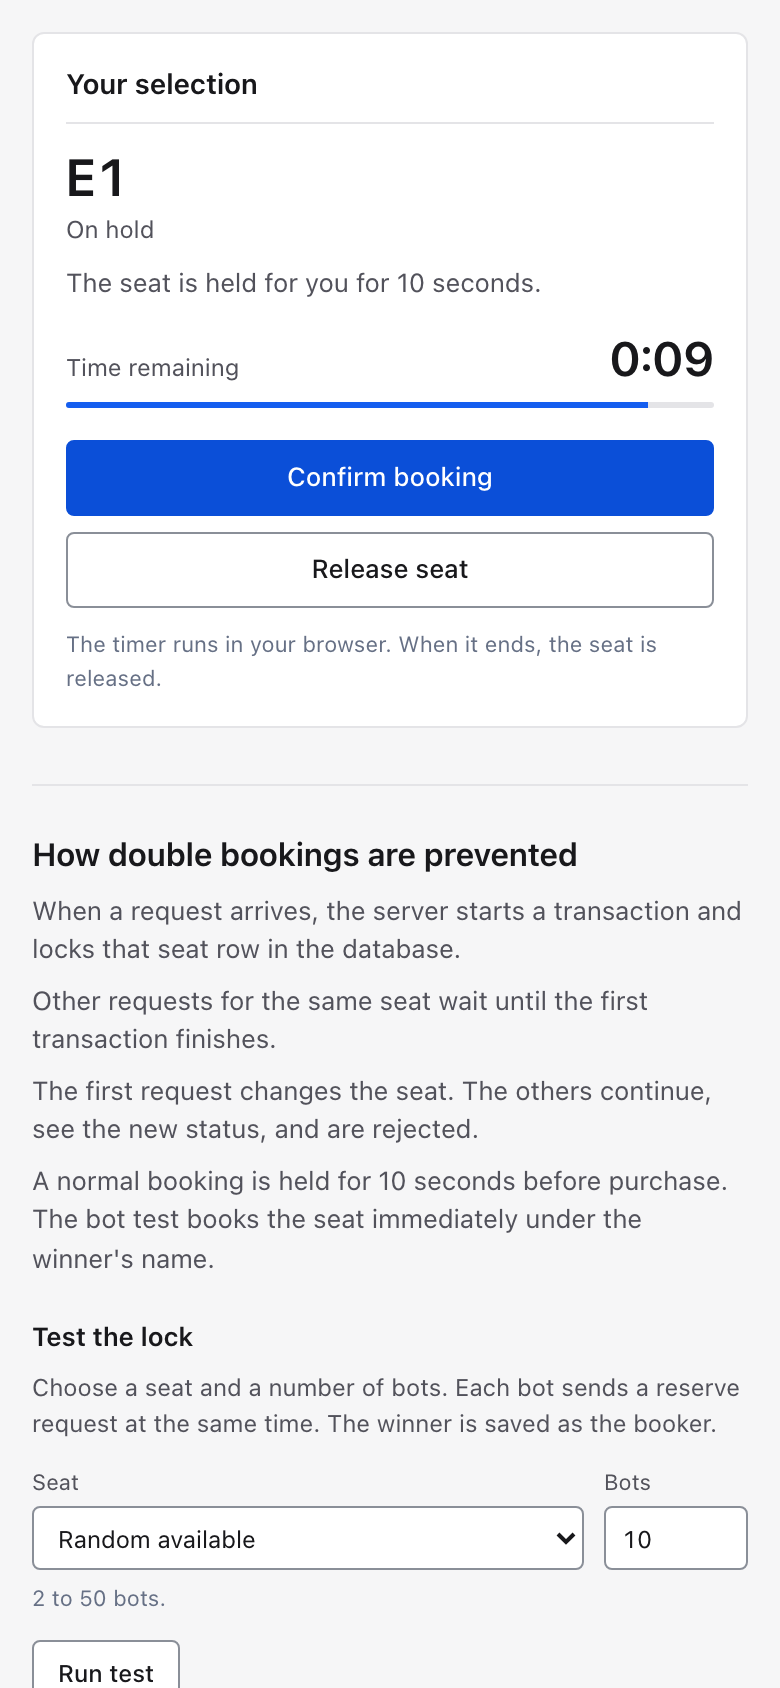 Your selection
E1
On hold
The seat is held for you for 10 seconds.
Time remaining
0:09
Confirm booking
Release seat
The timer runs in your browser. When it ends, the seat is
released.
How double bookings are prevented
When a request arrives, the server starts a transaction and
locks that seat row in the database.
Other requests for the same seat wait until the first
transaction finishes.
The first request changes the seat. The others continue,
see the new status, and are rejected.
A normal booking is held for 10 seconds before purchase.
The bot test books the seat immediately under the
winner's name.
Test the lock
Choose a seat and a number of bots. Each bot sends a reserve
request at the same time. The winner is saved as the booker.
Seat
Bots
Random available
10
2 to 50 bots.
Run test